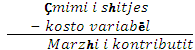 Çmimi i shitjes
– kosto variabël
Marzhi i kontributit